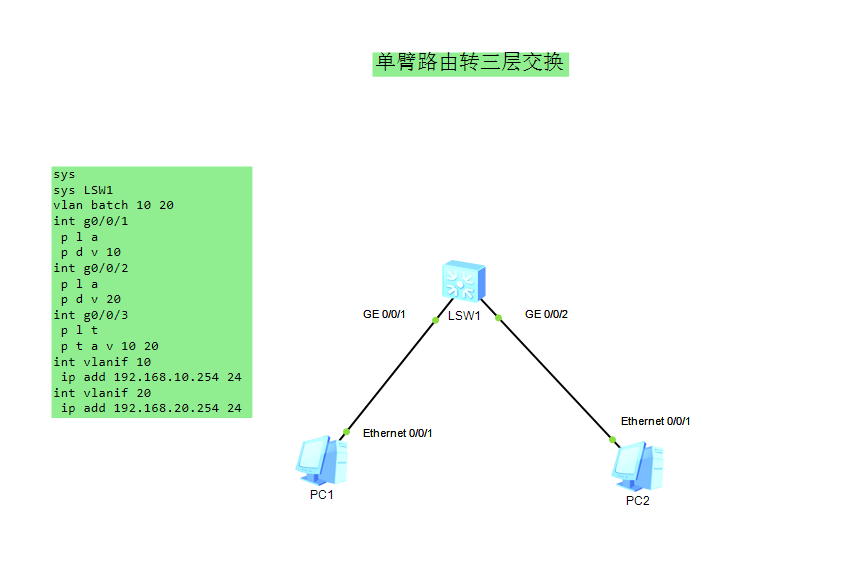 单臂路由转三层交换
sys
sys LSW1
vlan batch 10 20
int g0/0/1
 p l a
 p d v 10
int g0/0/2
 p l a
 p d v 20
int g0/0/3
 p l t
 p t a v 10 20
int vlanif 10
 ip add 192.168.10.254 24
int vlanif 20
 ip add 192.168.20.254 24
GE 0/0/1
LSW1
GE 0/0/2
Ethernet 0/0/1
Ethernet 0/0/1
PC1
PC2